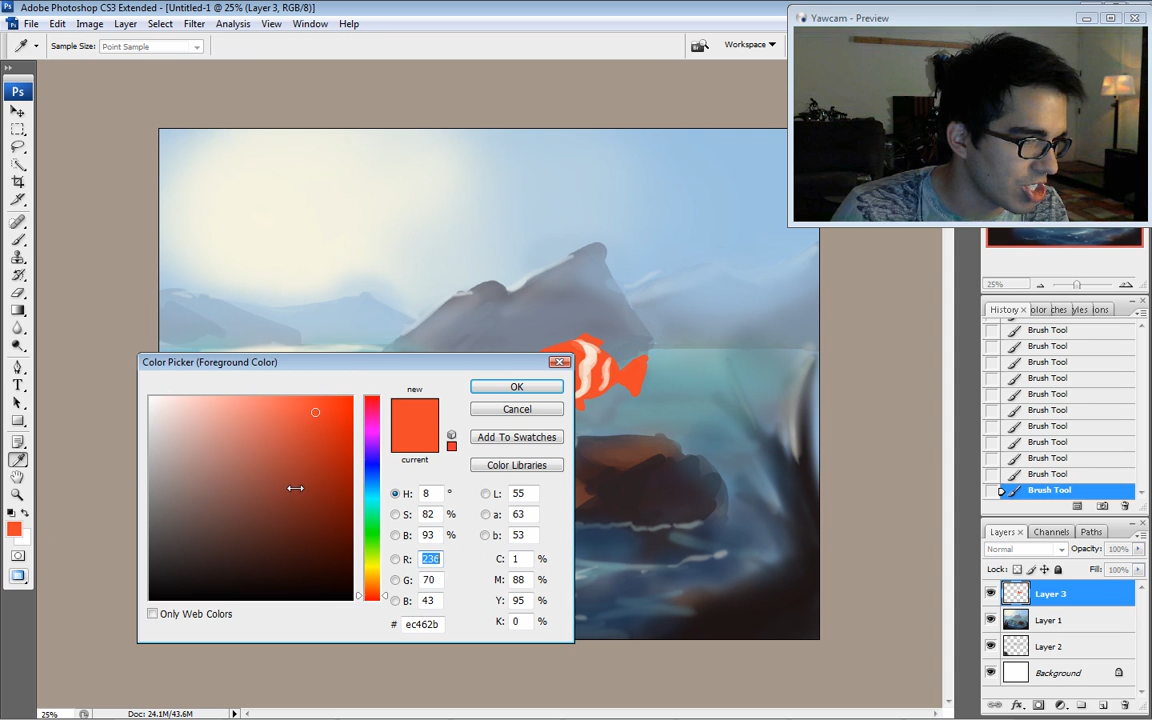 Adobe Photoshop CS3 Extended - [Untitled-1 @ 25% (Layer 3, RGB/8)]
Yawcam - Preview
File Edit Image Layer Select Filter Analysis View Window Help
Sample Size: Point Sample
Workspace
Ps
25%
History olor ches yles ions
Brush Tool
Brush Tool
Brush Tool
Color Picker (Foreground Color)
Brush Tool
new
OK
Brush Tool
Cancel
Brush Tool
Add To Swatches
Brush Tool
current
Brush Tool
Color Libraries
Brush Tool
Brush Tool
H: 8 °
L: 55
Brush Tool
S: 82 %
a: 63
B: 93 %
b: 53
Layers Channels Paths
Normal Opacity: 100%
R: 236
C: 1 %
Lock: Fill: 100%
G: 70
M: 88 %
Layer 3
B: 43
Y: 95 %
Only Web Colors
# ec462b
K: 0 %
Layer 1
Layer 2
Background
25% Doc: 24.1M/43.6M
T